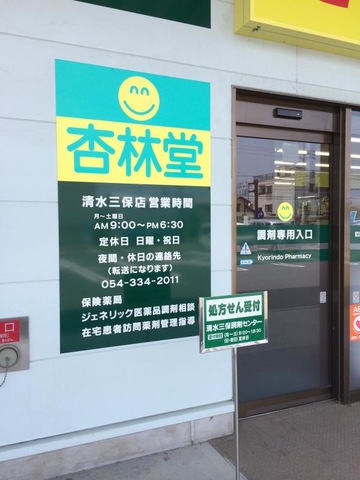 杏林堂
清水三保店 営業時間
月〜土曜日
AM9:00〜PM6:30
定休日 日曜・祝日
夜間・休日の連絡先
(転送になります)
054-334-2011
保険薬局
ジェネリック医薬品調剤相談
在宅患者訪問薬剤管理指導
調剤専用入口
Kyorindo Pharmacy
処方せん受付
清水三保調剤センター
口